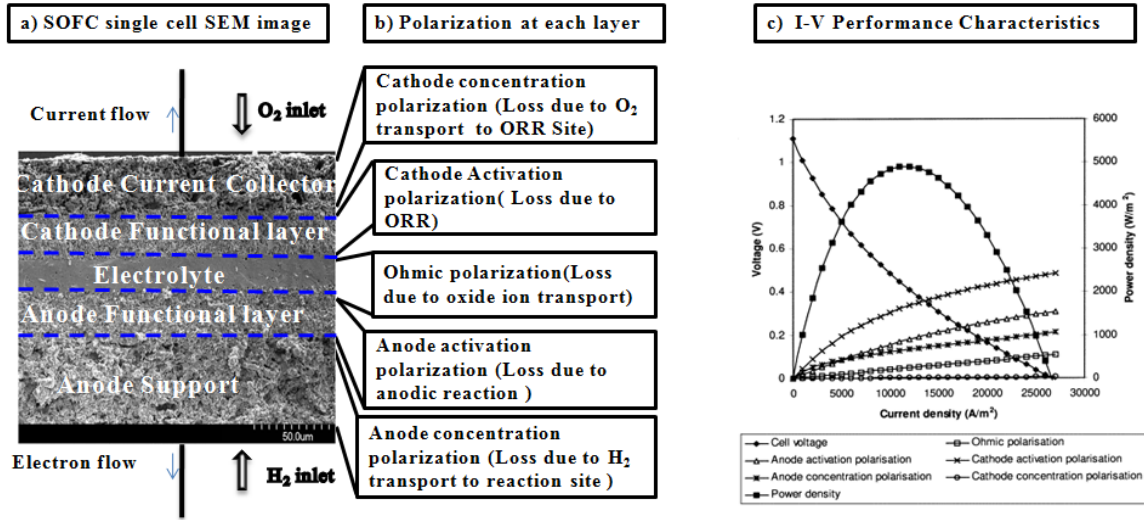 a) SOFC single cell SEM image
b) Polarization at each layer
c) I-V Performance Characteristics
Current flow
O2 inlet
Cathode Current Collector
Cathode Functional layer
Electrolyte
Anode Functional layer
Anode Support
50.0um
Electron flow
H2 inlet
Cathode concentration
polarization (Loss due to O2
transport to ORR Site)
Cathode Activation
polarization( Loss due to
ORR)
Ohmic polarization(Loss
due to oxide ion transport)
Anode activation
polarization (Loss due to
anodic reaction )
Anode concentration
polarization (Loss due to H2
transport to reaction site )
Voltage (V)
1.2
1
0.8
0.6
0.4
0.2
0
Power density (W/m2)
6000
5000
4000
3000
2000
1000
0
0 5000 10000 15000 20000 25000 30000
Current density (A/m2)
Cell voltage
Ohmic polarisation
Anode activation polarisation
Cathode activation polarisation
Anode concentration polarisation
Cathode concentration polarisation
Power density